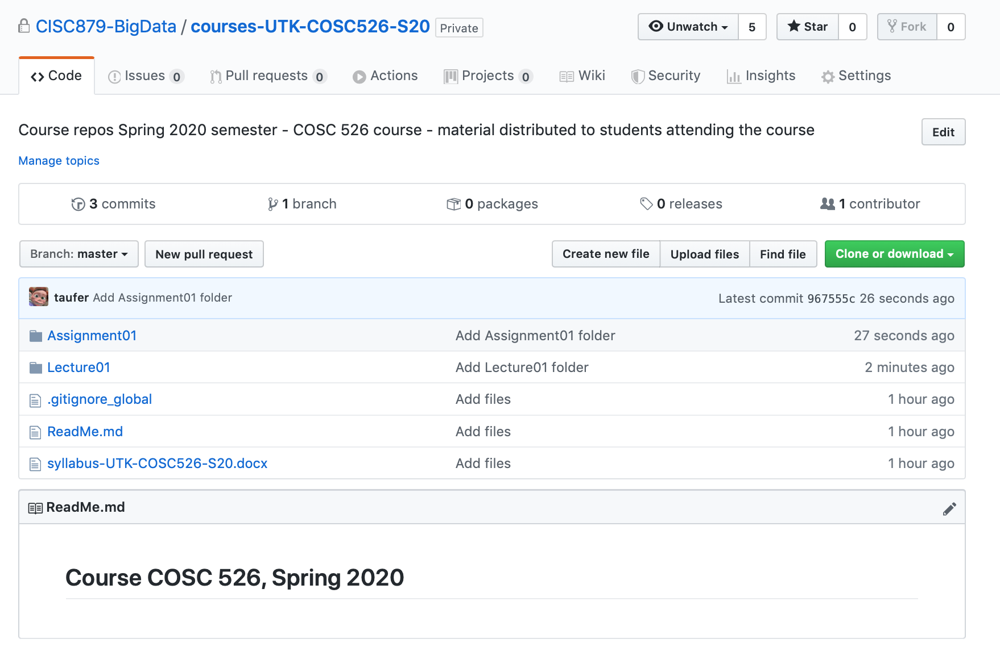 CISC879-BigData / courses-UTK-COSC526-S20 Private Unwatch 5 Star 0 Fork 0
Code Issues 0 Pull requests 0 Actions Projects 0 Wiki Security Insights Settings
Course repos Spring 2020 semester - COSC 526 course - material distributed to students attending the course Edit
Manage topics
3 commits 1 branch 0 packages 0 releases 1 contributor
Branch: master New pull request Create new file Upload files Find file Clone or download
taufer Add Assignment01 folder Latest commit 967555c 26 seconds ago
Assignment01 Add Assignment01 folder 27 seconds ago
Lecture01 Add Lecture01 folder 2 minutes ago
.gitignore_global Add files 1 hour ago
ReadMe.md Add files 1 hour ago
syllabus-UTK-COSC526-S20.docx Add files 1 hour ago
ReadMe.md
Course COSC 526, Spring 2020